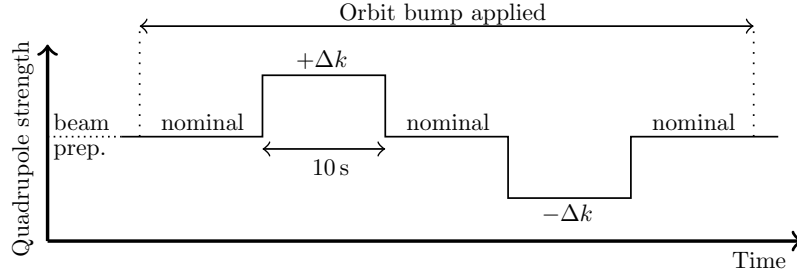 Orbit bump applied
+Δk
beam
prep.
nominal
nominal
nominal
10 s
−Δk
Quadrupole strength
Time